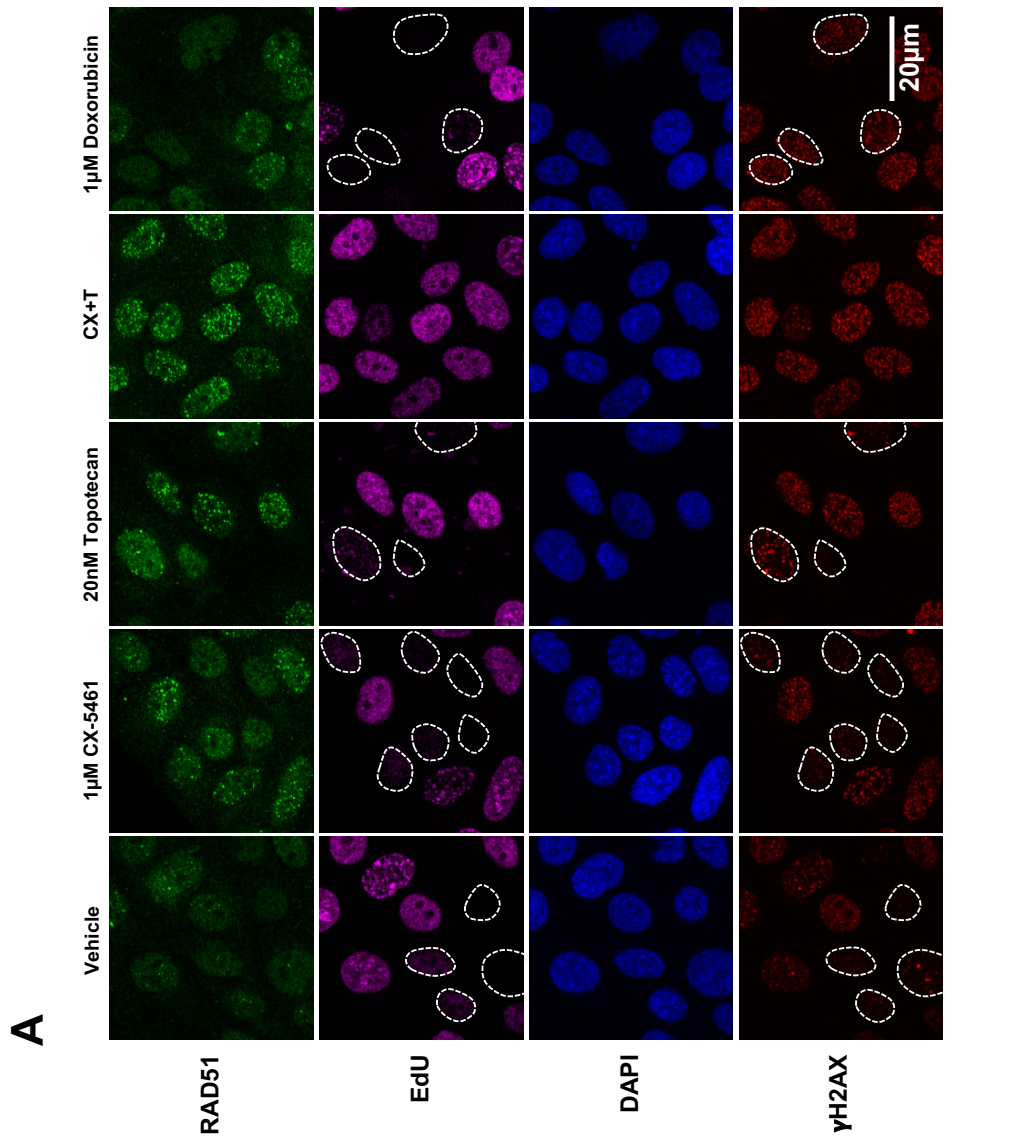 A
Vehicle
1μM CX-5461
20nM Topotecan
CX+T
1μM Doxorubicin
RAD51
EdU
DAPI
γH2AX
20μm